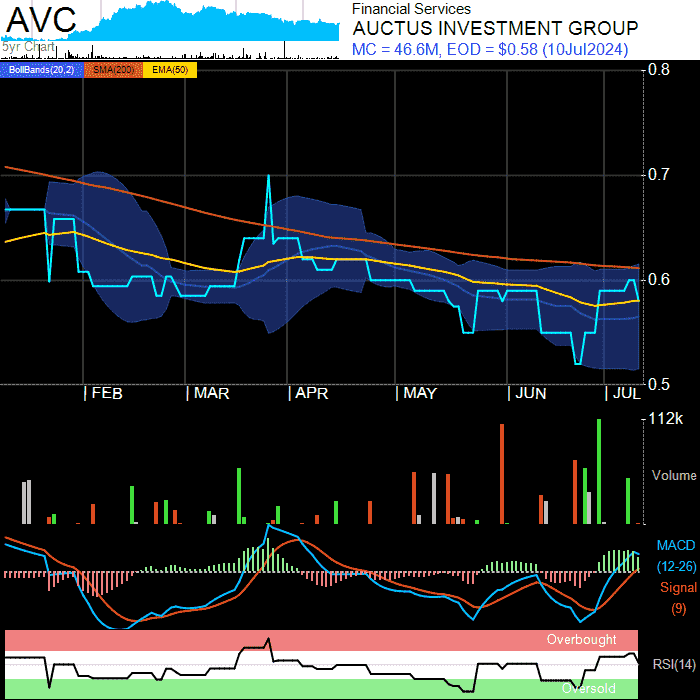 AVC
5yr Chart
Financial Services
AUCTUS INVESTMENT GROUP
MC = 46.6M, EOD = $0.58 (10Jul2024)
BollBands(20,2) SMA(200) EMA(50)
0.8
0.7
0.6
0.5
FEB MAR APR MAY JUN JUL
112k
Volume
MACD
(12-26)
Signal
(9)
Overbought
RSI(14)
Oversold